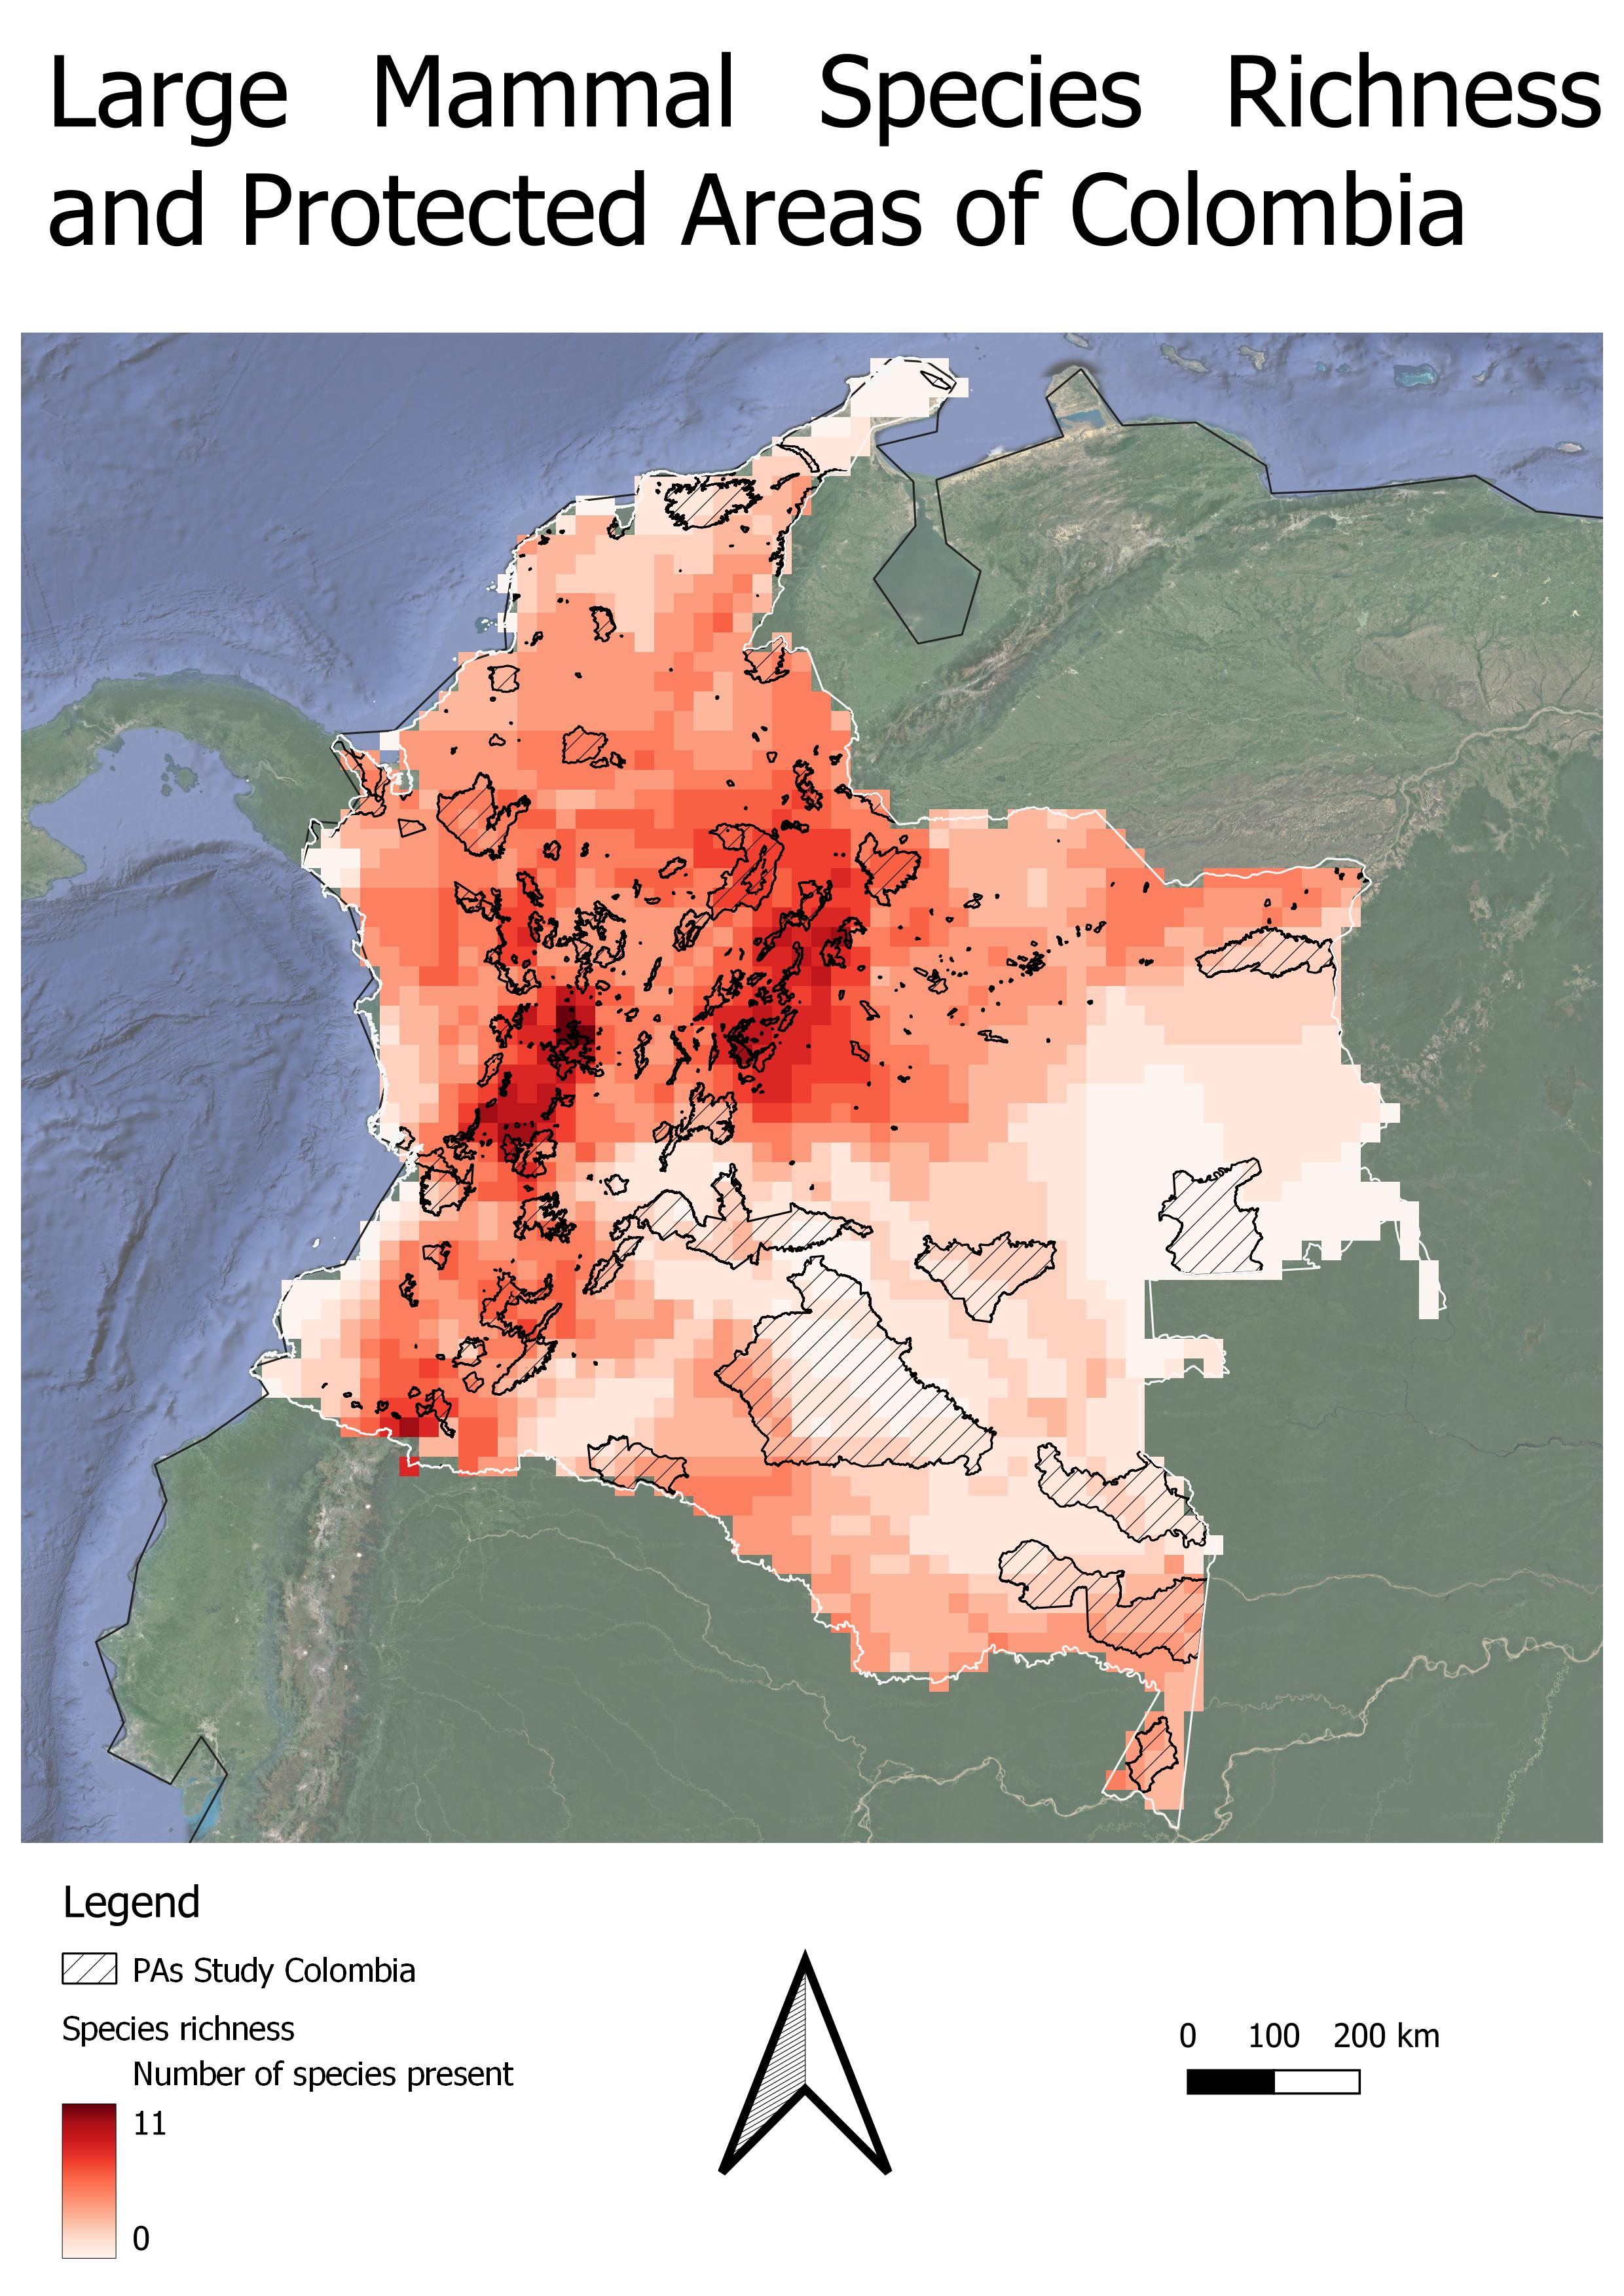 Large Mammal Species Richness
and Protected Areas of Colombia
Legend
PAs Study Colombia
Species richness
Number of species present
11
0
0 100 200 km